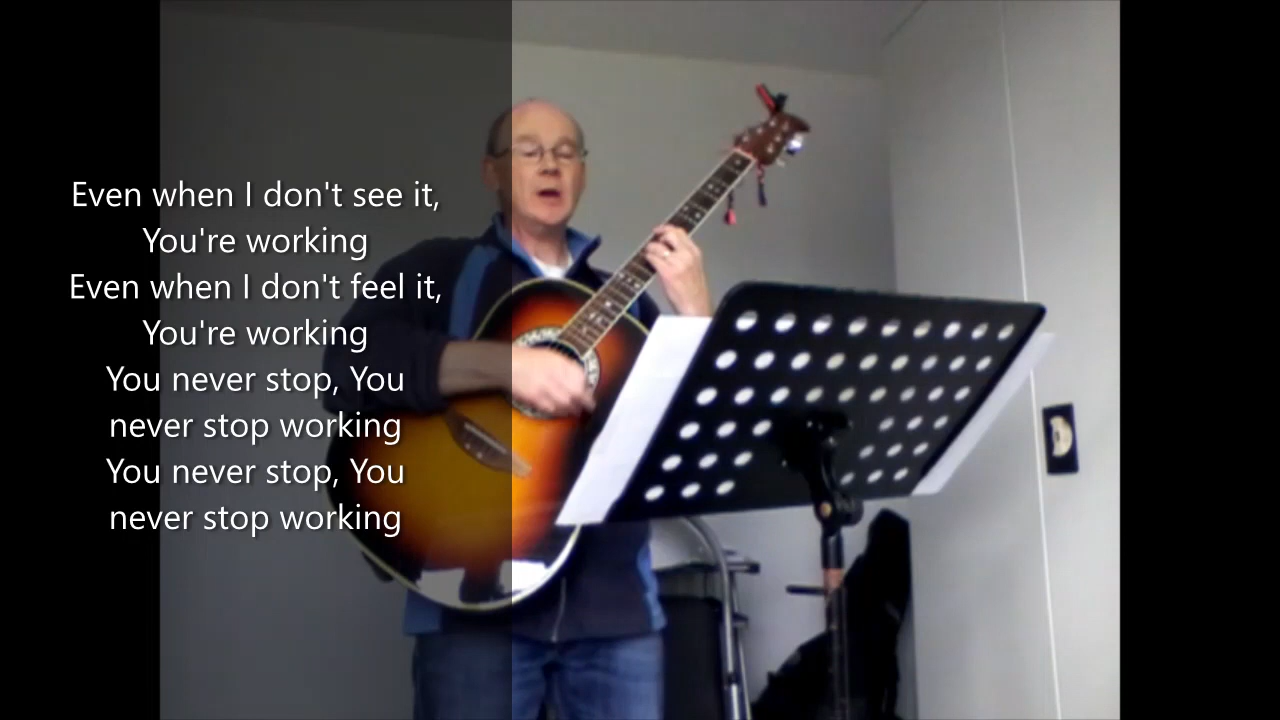 Even when I don't see it,
You're working
Even when I don't feel it,
You're working
You never stop, You
never stop working
You never stop, You
never stop working